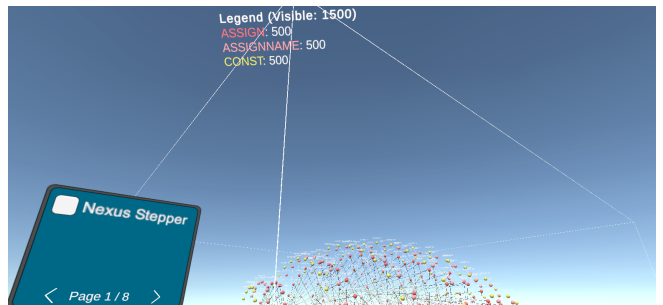 Legend (Visible: 1500)
ASSIGN: 500
ASSIGNNAME: 500
CONST: 500
Nexus Stepper
Page 1 / 8